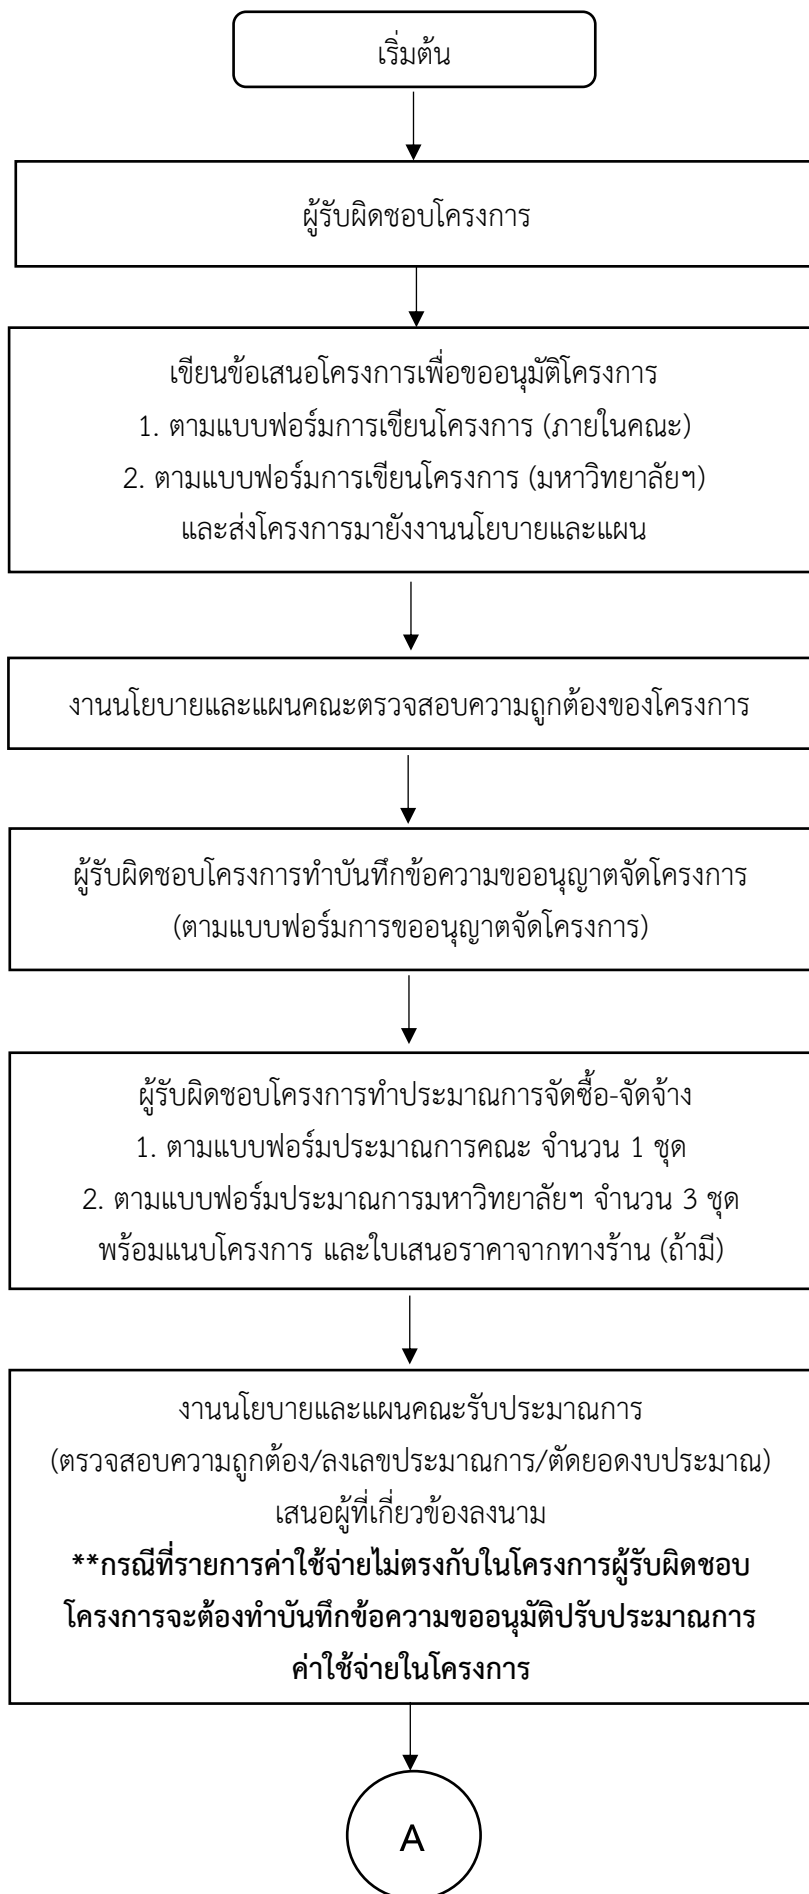 เริ่มต้น
ผู้รับผิดชอบโครงการ
เขียนข้อเสนอโครงการเพื่อขออนุมัติโครงการ
1. ตามแบบฟอร์มการเขียนโครงการ (ภายในคณะ)
2. ตามแบบฟอร์มการเขียนโครงการ (มหาวิทยาลัยฯ)
และส่งโครงการมายังงานนโยบายและแผน
งานนโยบายและแผนคณะตรวจสอบความถูกต้องของโครงการ
ผู้รับผิดชอบโครงการทำบันทึกข้อความขออนุญาตจัดโครงการ
(ตามแบบฟอร์มการขออนุญาตจัดโครงการ)
ผู้รับผิดชอบโครงการทำประมาณการจัดซื้อ-จัดจ้าง
1. ตามแบบฟอร์มประมาณการคณะ จำนวน 1 ชุด
2. ตามแบบฟอร์มประมาณการมหาวิทยาลัยฯ จำนวน 3 ชุด
พร้อมแนบโครงการ และใบเสนอราคาจากทางร้าน (ถ้ามี)
งานนโยบายและแผนคณะรับประมาณการ
(ตรวจสอบความถูกต้อง/ลงเลขประมาณการ/ตัดยอดงบประมาณ)
เสนอผู้ที่เกี่ยวข้องลงนาม
**กรณีที่รายการค่าใช้จ่ายไม่ตรงกับในโครงการผู้รับผิดชอบ
โครงการจะต้องทำบันทึกข้อความขออนุมัติปรับประมาณการ
ค่าใช้จ่ายในโครงการ
A